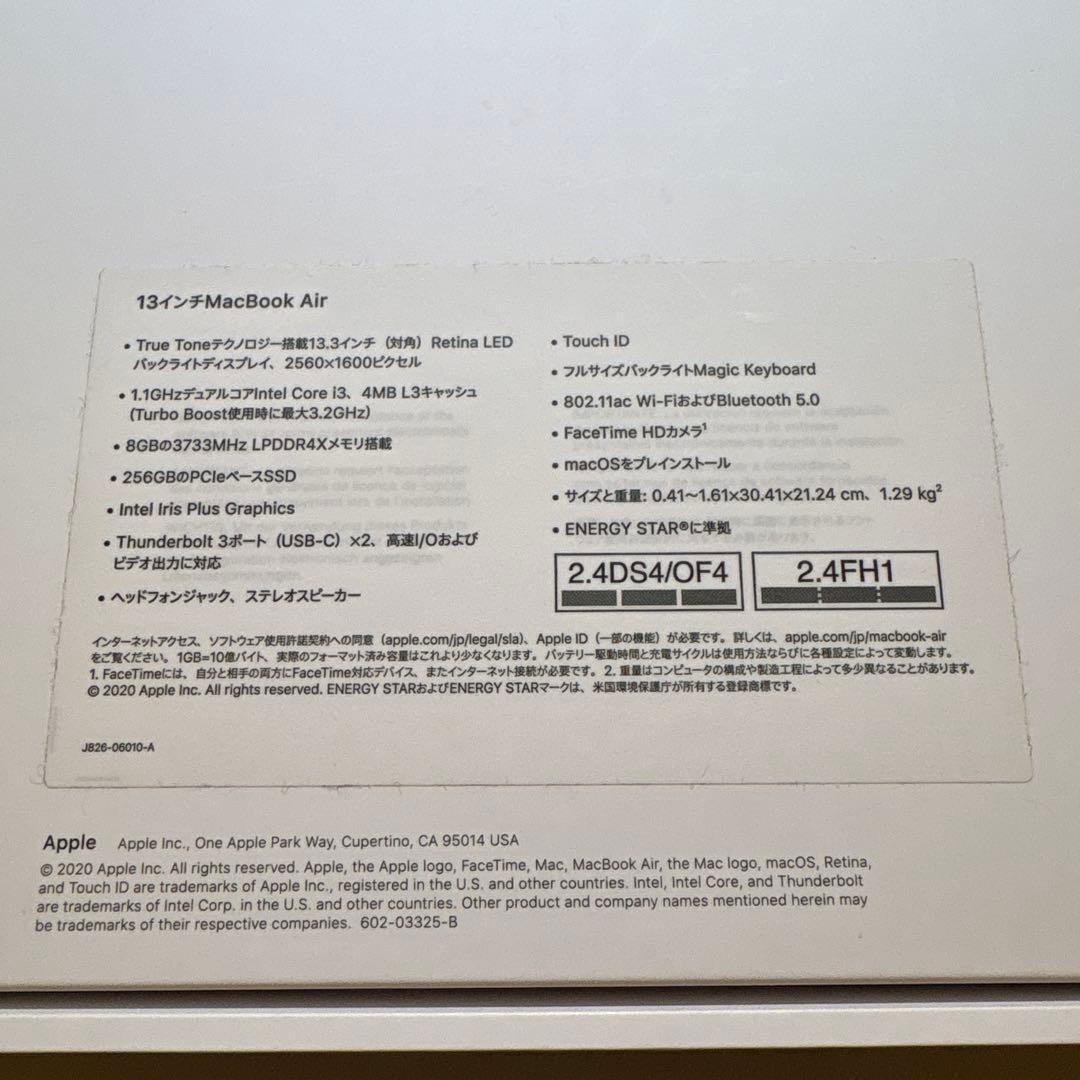 13インチMacBook Air
• True Toneテクノロジー搭載13.3インチ（対角）Retina LED
バックライトディスプレイ、2560×1600ピクセル
• 1.1GHzデュアルコアIntel Core i3、4MB L3キャッシュ
(Turbo Boost使用時に最大3.2GHz)
• 8GBの3733MHz LPDDR4Xメモリ搭載
• 256GBのPCIeベースSSD
• Intel Iris Plus Graphics
• Thunderbolt 3ポート（USB-C）×2、高速I/Oおよび
ビデオ出力に対応
• ヘッドフォンジャック、ステレオスピーカー
• Touch ID
• フルサイズバックライトMagic Keyboard
• 802.11ac Wi-FiおよびBluetooth 5.0
• FaceTime HDカメラ¹
• macOSをプレインストール
• サイズと重量: 0.41〜1.61×30.41×21.24 cm、1.29 kg²
• ENERGY STAR®に準拠
2.4DS4/OF4 2.4FH1
インターネットアクセス、ソフトウェア使用許諾契約への同意（apple.com/jp/legal/sla)、Apple ID（一部の機能）が必要です。詳しくは、apple.com/jp/macbook-air
をご覧ください。1GB=10億バイト、実際のフォーマット済み容量はこれより少なくなります。バッテリー駆動時間と充電サイクルは使用方法ならびに各種設定によって変動します。
1. FaceTimeには、自分と相手の両方にFaceTime対応デバイス、またインターネット接続が必要です。2. 重量はコンピュータの構成や製造工程によって多少異なることがあります。
© 2020 Apple Inc. All rights reserved. ENERGY STARおよびENERGY STARマークは、米国環境保護庁が所有する登録商標です。
JB26-06010-A
Apple Apple Inc., One Apple Park Way, Cupertino, CA 95014 USA
© 2020 Apple Inc. All rights reserved. Apple, the Apple logo, FaceTime, Mac, MacBook Air, the Mac logo, macOS, Retina,
and Touch ID are trademarks of Apple Inc., registered in the U.S. and other countries. Intel, Intel Core, and Thunderbolt
are trademarks of Intel Corp. in the U.S. and other countries. Other product and company names mentioned herein may
be trademarks of their respective companies. 602-03325-B